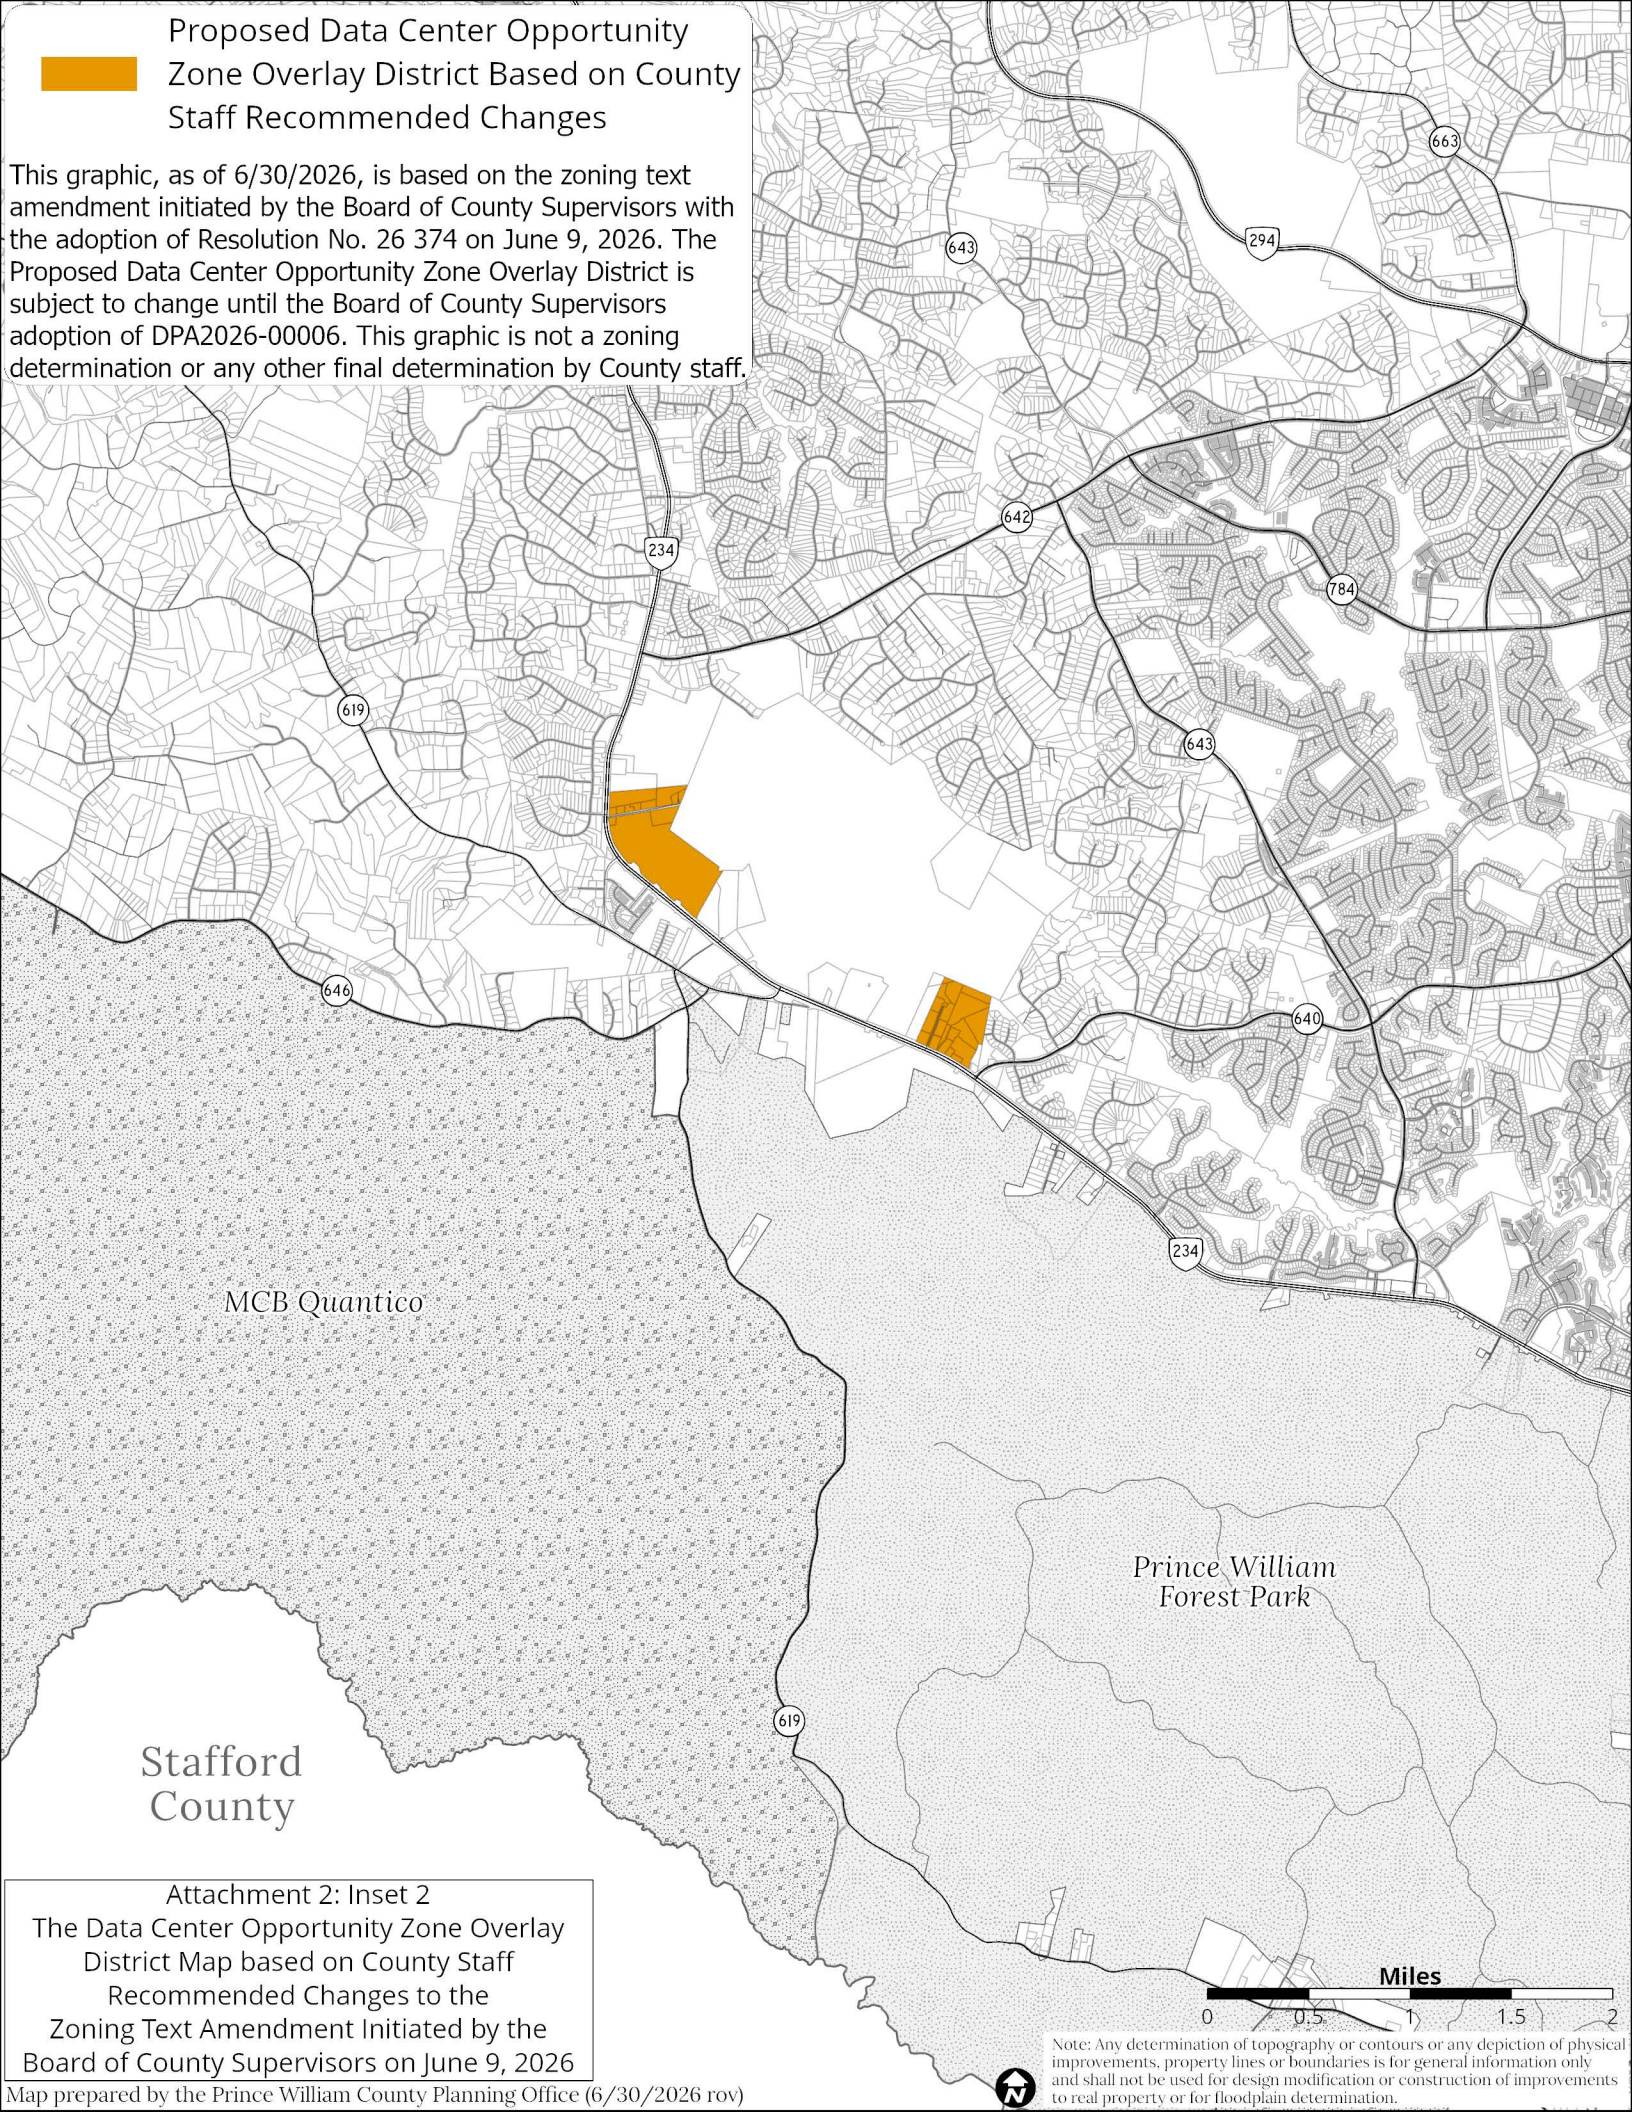 Proposed Data Center Opportunity
Zone Overlay District Based on County
Staff Recommended Changes
This graphic, as of 6/30/2026, is based on the zoning text
amendment initiated by the Board of County Supervisors with
the adoption of Resolution No. 26 374 on June 9, 2026. The
Proposed Data Center Opportunity Zone Overlay District is
subject to change until the Board of County Supervisors
adoption of DPA2026-00006. This graphic is not a zoning
determination or any other final determination by County staff.
663
643
294
642
234
784
619
643
646
640
234
MCB Quantico
Prince William
Forest Park
619
Stafford
County
Attachment 2: Inset 2
The Data Center Opportunity Zone Overlay
District Map based on County Staff
Recommended Changes to the
Zoning Text Amendment Initiated by the
Board of County Supervisors on June 9, 2026
Map prepared by the Prince William County Planning Office (6/30/2026 rov)
Miles
0 0.5 1 1.5 2
N
Note: Any determination of topography or contours or any depiction of physical
improvements, property lines or boundaries is for general information only
and shall not be used for design modification or construction of improvements
to real property or for floodplain determination.